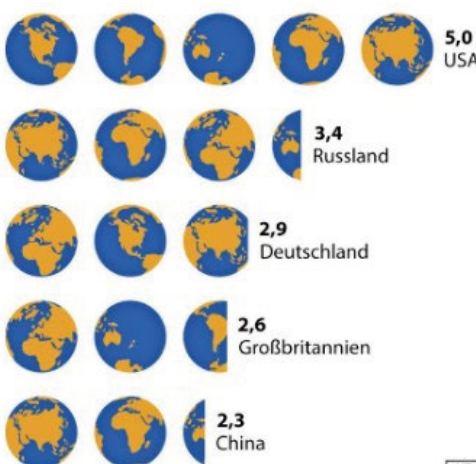 5,0
USA
3,4
Russland
2,9
Deutschland
2,6
Großbritannien
2,3
China